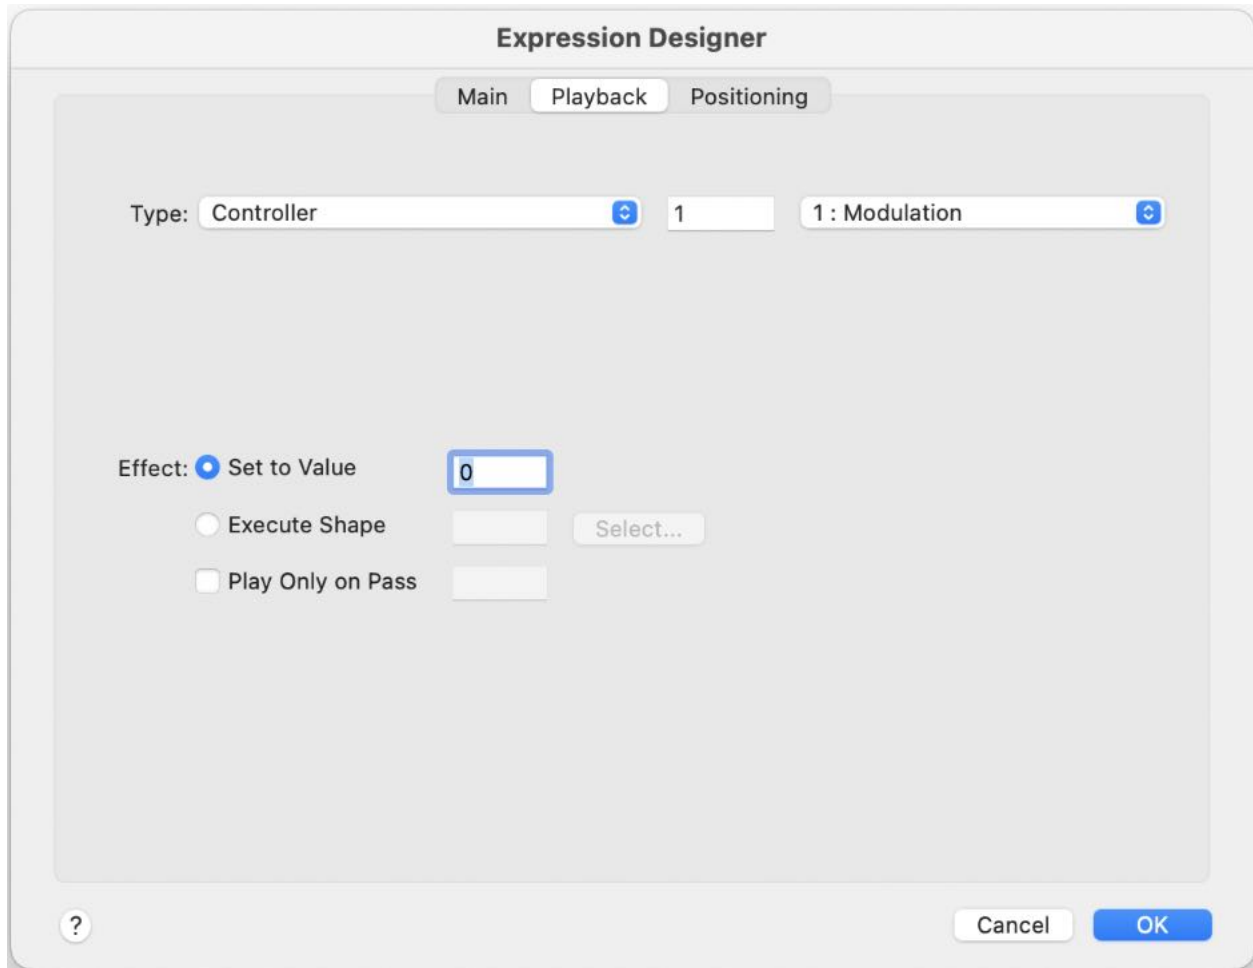 Expression Designer
Main Playback Positioning
Type: Controller 1 1 : Modulation
Effect: Set to Value 0
Execute Shape Select...
Play Only on Pass
? Cancel OK